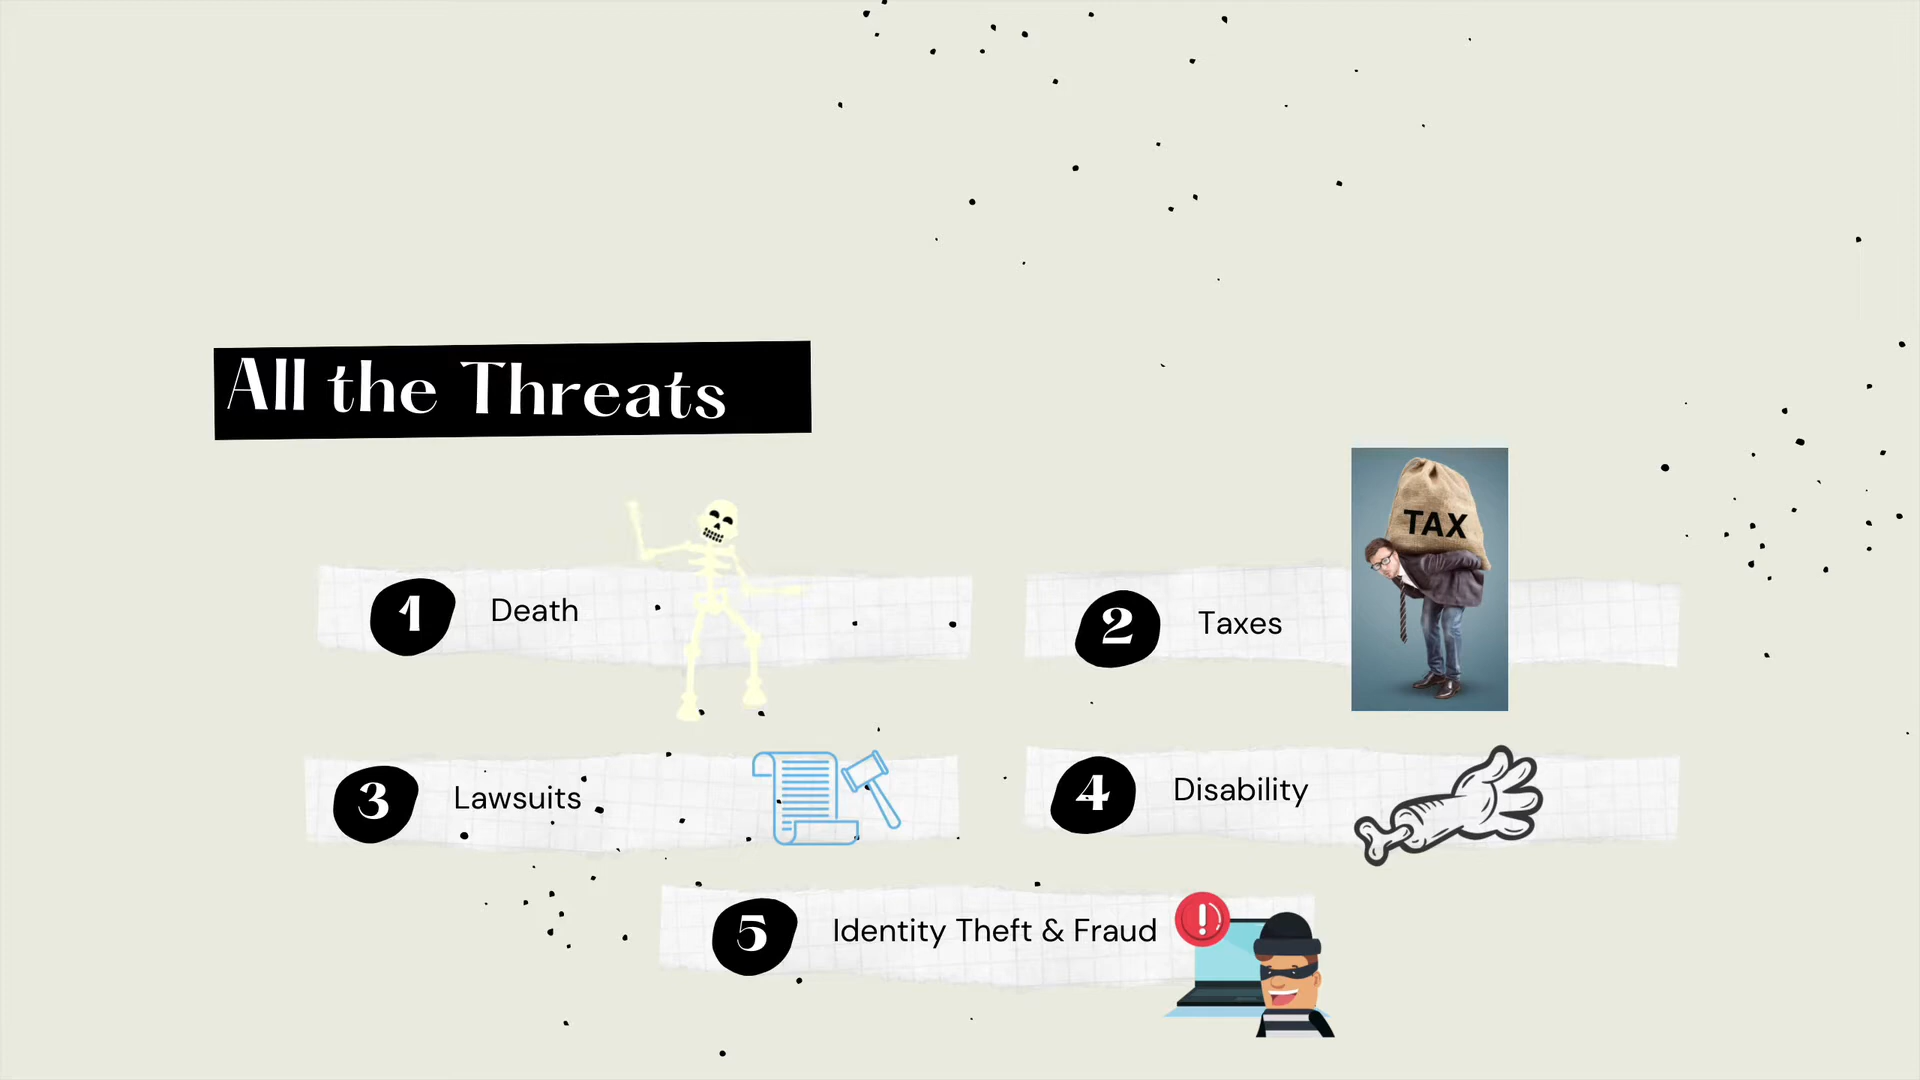 All the Threats
1 Death
2 Taxes
TAX
3 Lawsuits
4 Disability
5 Identity Theft & Fraud
!